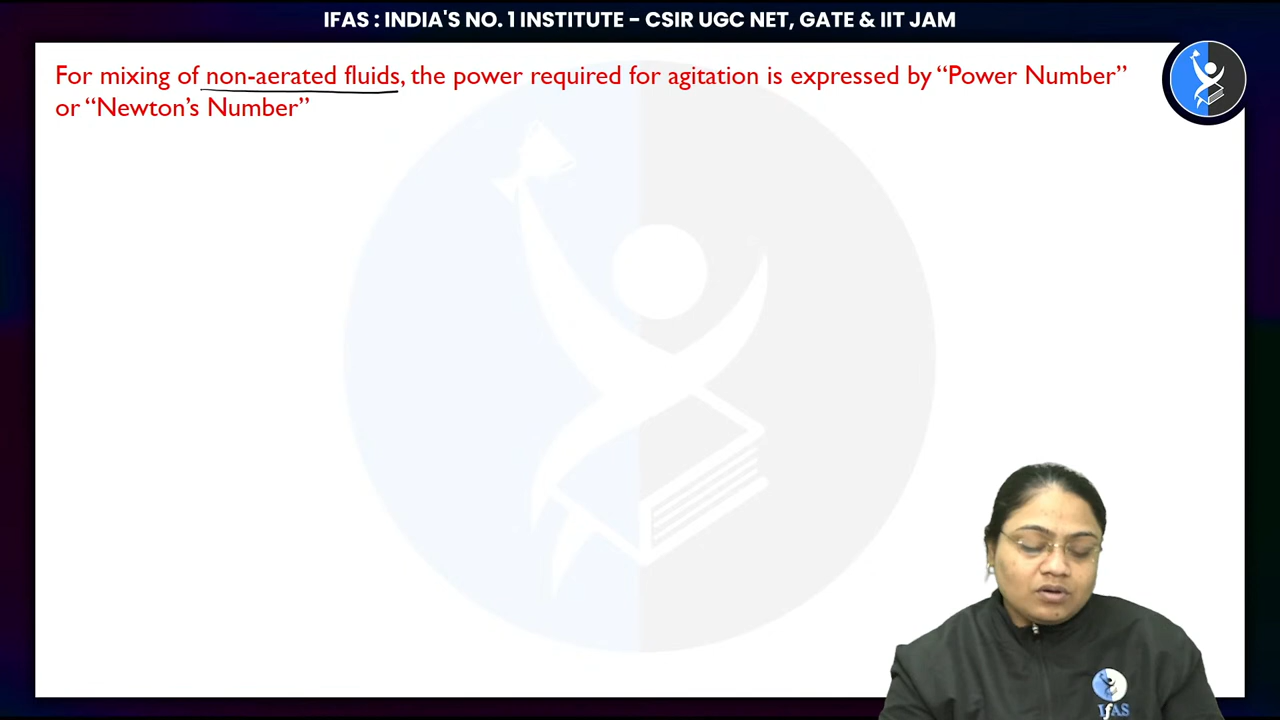 IFAS : INDIA'S NO. 1 INSTITUTE – CSIR UGC NET, GATE & IIT JAM
For mixing of non-aerated fluids, the power required for agitation is expressed by “Power Number”
or “Newton’s Number”
IFAS